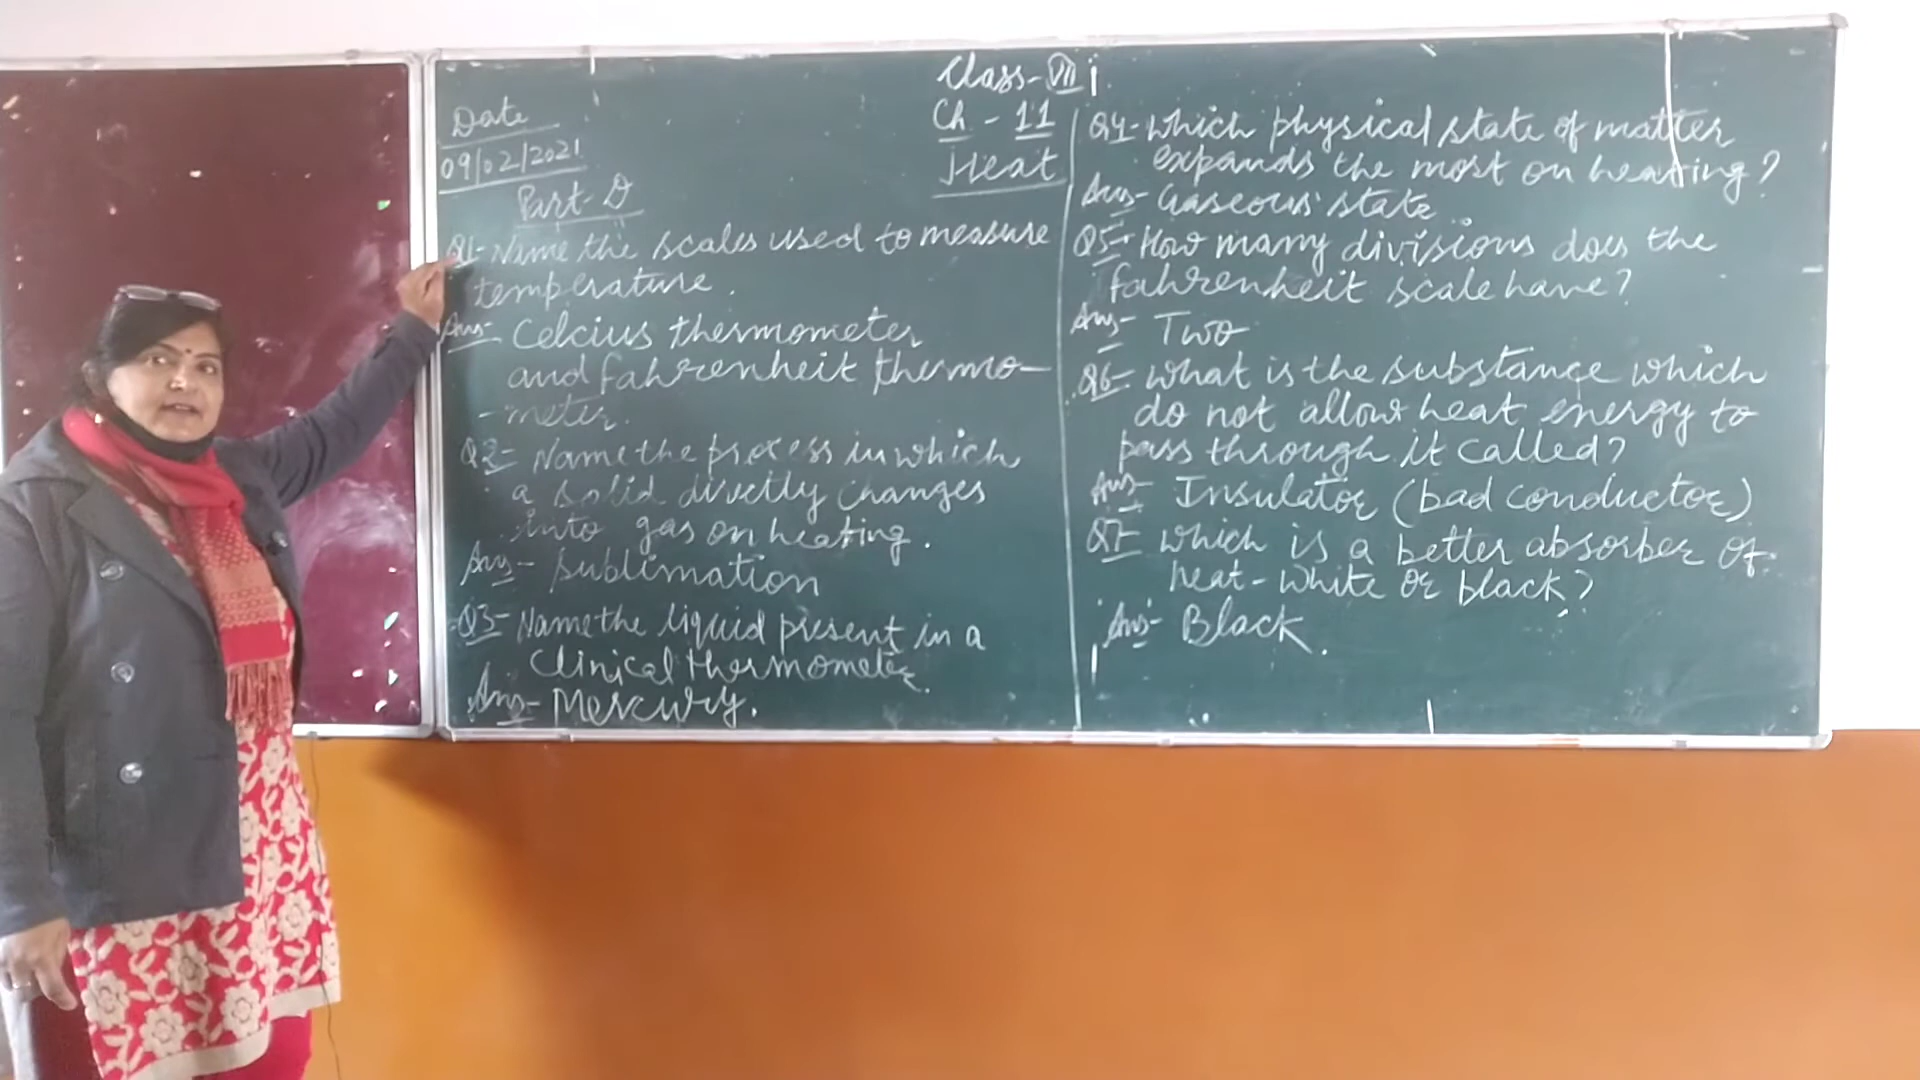 Class-VII
Ch - 11
Heat
Date
09/02/2021
Part-D
Q1- Name the scales used to measure
temperature.
Ans- Celcius thermometer
and fahrenheit thermo-
- meter.
Q2- Name the process in which
a solid directly changes
into gas on heating.
Ans- Sublimation
Q3- Name the liquid present in a
Clinical thermometer.
Ans- Mercury.
Q4- Which physical state of matter
expands the most on heating?
Ans- Gaseous state
Q5- How many divisions does the
fahrenheit scale have?
Ans- Two
Q6- What is the substance which
do not allow heat energy to
pass through it called?
Ans- Insulator (bad conductor)
Q7- Which is a better absorber of
heat - white or black?
Ans- Black.